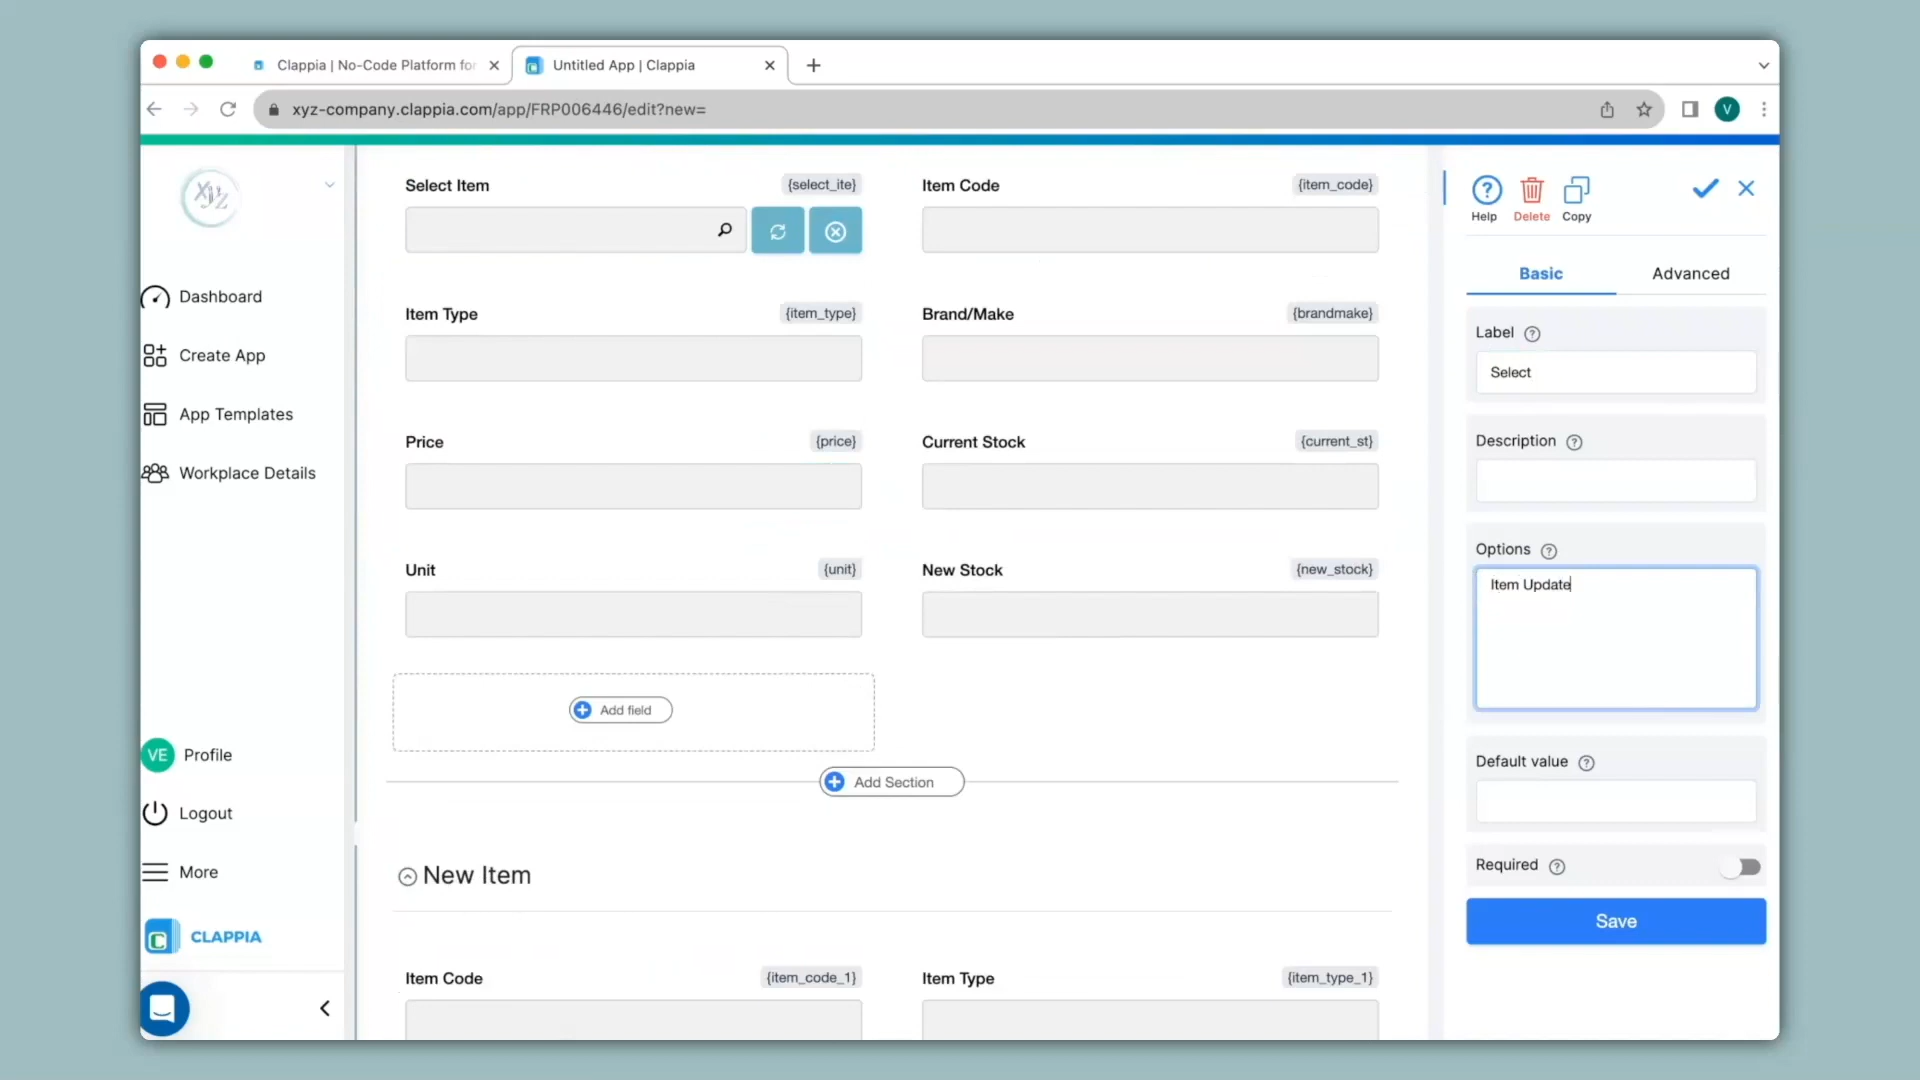 Clappia | No-Code Platform for
Untitled App | Clappia
xyz-company.clappia.com/app/FRP006446/edit?new=
V
XYZ
Dashboard
Create App
App Templates
Workplace Details
VE Profile
Logout
More
CLAPPIA
Select Item {select_ite}
Item Code {item_code}
Item Type {item_type}
Brand/Make {brandmake}
Price {price}
Current Stock {current_st}
Unit {unit}
New Stock {new_stock}
Add field
Add Section
New Item
Item Code {item_code_1}
Item Type {item_type_1}
Help
Delete
Copy
Basic
Advanced
Label
Select
Description
Options
Item Update
Default value
Required
Save